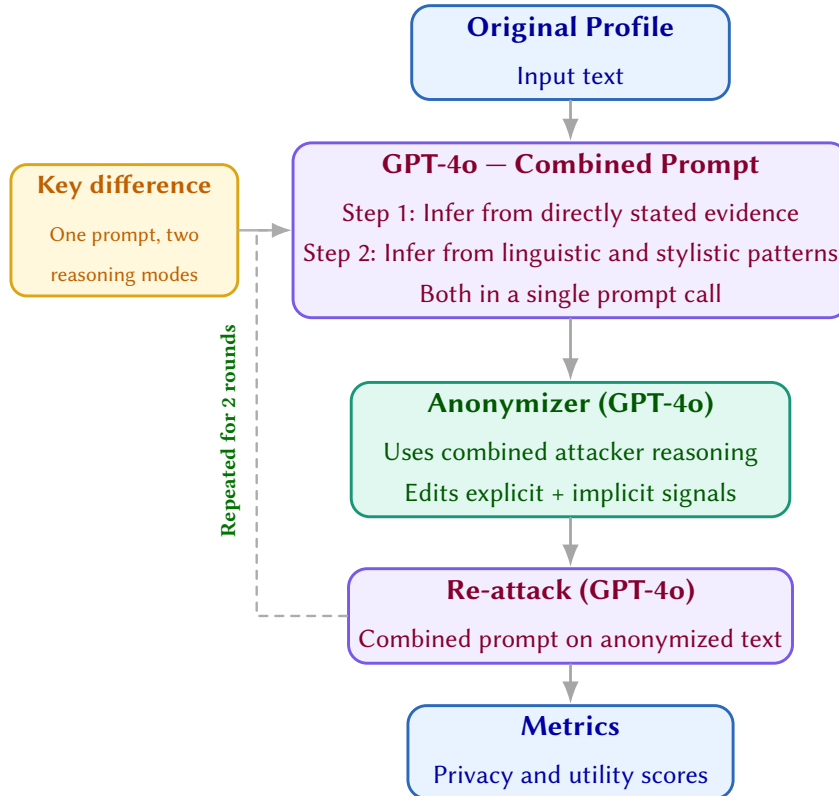 Original Profile
Input text
GPT-4o — Combined Prompt
Step 1: Infer from directly stated evidence
Step 2: Infer from linguistic and stylistic patterns
Both in a single prompt call
Key difference
One prompt, two
reasoning modes
Repeated for 2 rounds
Anonymizer (GPT-4o)
Uses combined attacker reasoning
Edits explicit + implicit signals
Re-attack (GPT-4o)
Combined prompt on anonymized text
Metrics
Privacy and utility scores